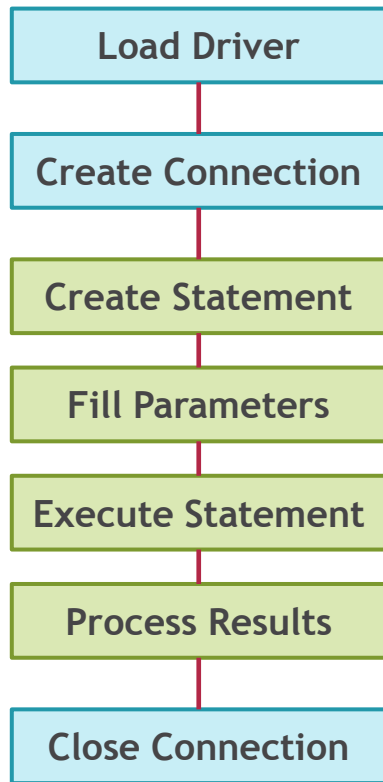 Load Driver
Create Connection
Create Statement
Fill Parameters
Execute Statement
Process Results
Close Connection